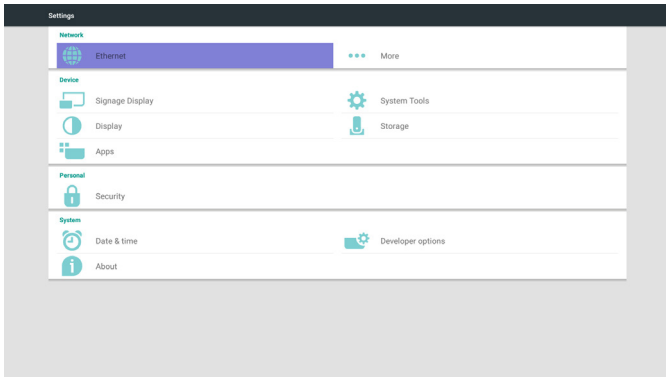 Settings
Network
Ethernet
More
Device
Signage Display
System Tools
Display
Storage
Apps
Personal
Security
System
Date & time
Developer options
About